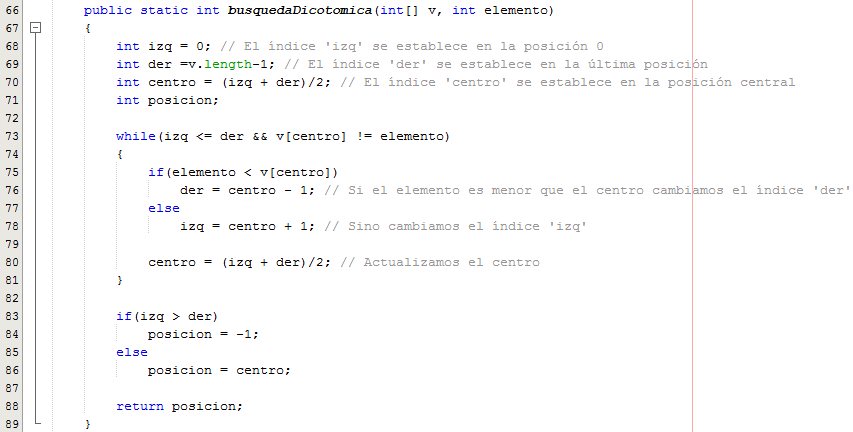 66 public static int busquedaDicotomica(int[] v, int elemento)
67 {
68 int izq = 0; // El índice 'izq' se establece en la posición 0
69 int der =v.length-1; // El índice 'der' se establece en la última posición
70 int centro = (izq + der)/2; // El índice 'centro' se establece en la posición central
71 int posicion;
72
73 while(izq <= der && v[centro] != elemento)
74 {
75 if(elemento < v[centro])
76 der = centro - 1; // Si el elemento es menor que el centro cambiamos el índice 'der'
77 else
78 izq = centro + 1; // Sino cambiamos el índice 'izq'
79
80 centro = (izq + der)/2; // Actualizamos el centro
81 }
82
83 if(izq > der)
84 posicion = -1;
85 else
86 posicion = centro;
87
88 return posicion;
89 }